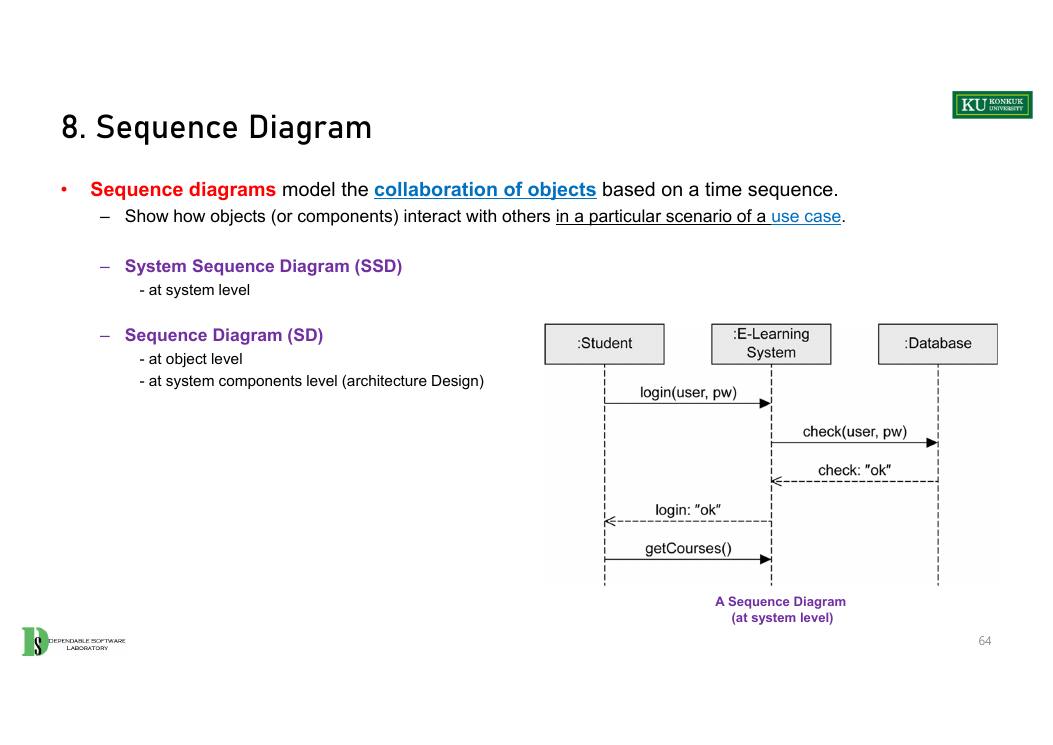 KU KONKUK
UNIVERSITY
8. Sequence Diagram
• Sequence diagrams model the collaboration of objects based on a time sequence.
– Show how objects (or components) interact with others in a particular scenario of a use case.
– System Sequence Diagram (SSD)
- at system level
– Sequence Diagram (SD)
- at object level
- at system components level (architecture Design)
:Student
:E-Learning
System
:Database
login(user, pw)
check(user, pw)
check: "ok"
login: "ok"
getCourses()
A Sequence Diagram
(at system level)
DS DEPENDABLE SOFTWARE
LABORATORY
64